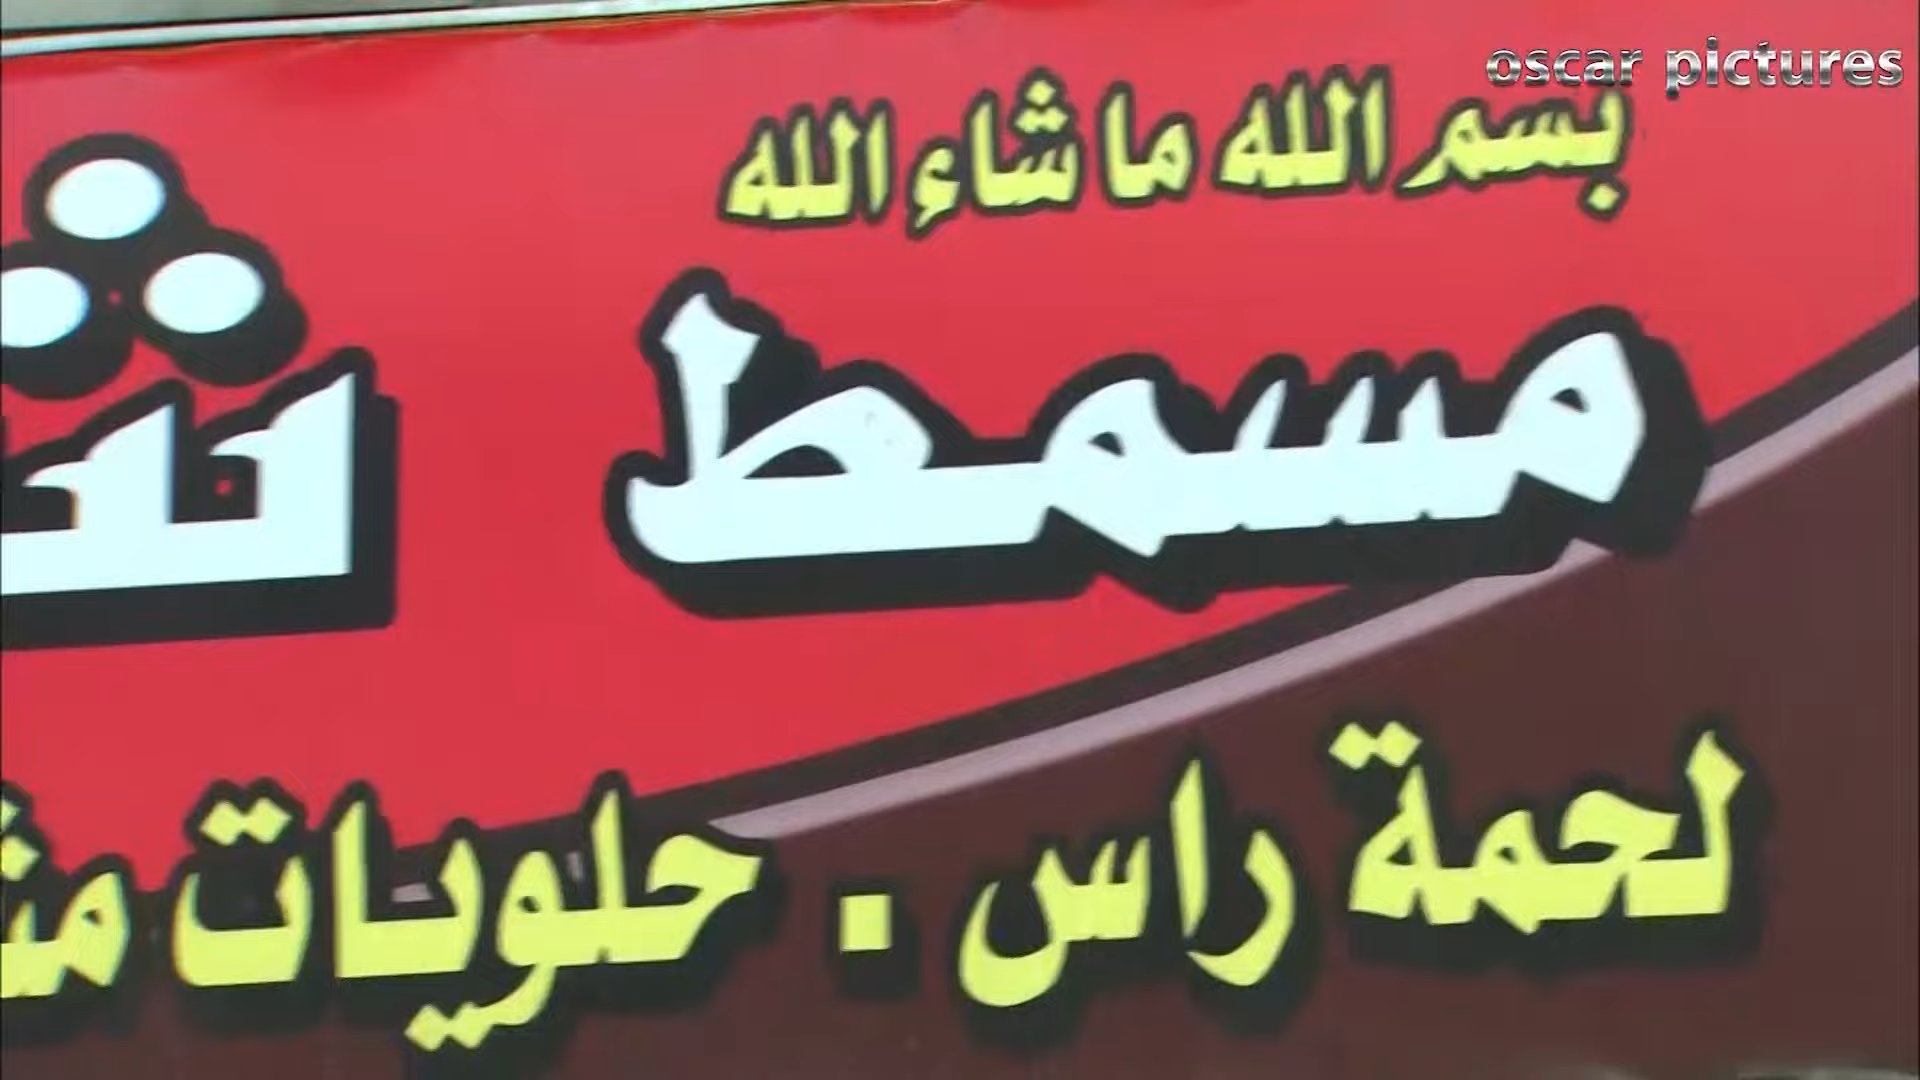 oscar pictures
بسم الله ما شاء الله
مسمط
لحمة راس . حلويات